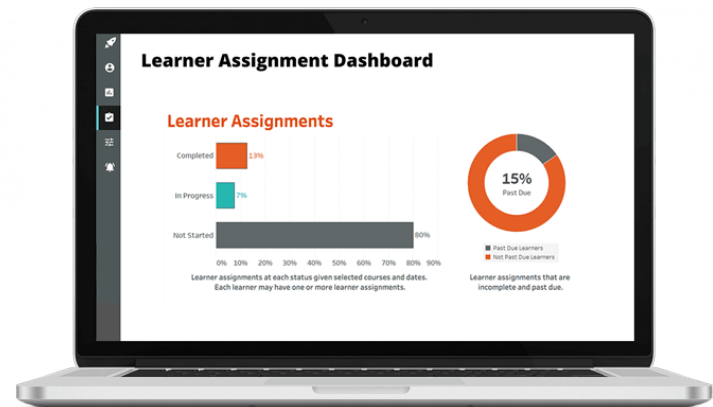 Learner Assignment Dashboard
Learner Assignments
Completed
13%
In Progress
7%
Not Started
80%
0% 10% 20% 30% 40% 50% 60% 70% 80% 90%
Learner assignments at each status given selected courses and dates.
Each learner may have one or more learner assignments.
15%
Past Due
Past Due Learners
Not Past Due Learners
Learner assignments that are
incomplete and past due.